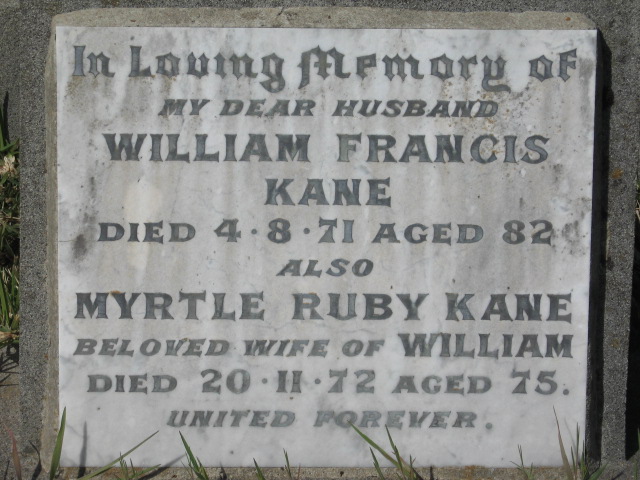 In Loving Memory of
MY DEAR HUSBAND
WILLIAM FRANCIS
KANE
DIED 4·8·71 AGED 82
ALSO
MYRTLE RUBY KANE
BELOVED WIFE OF WILLIAM
DIED 20·11·72 AGED 75.
UNITED FOREVER.